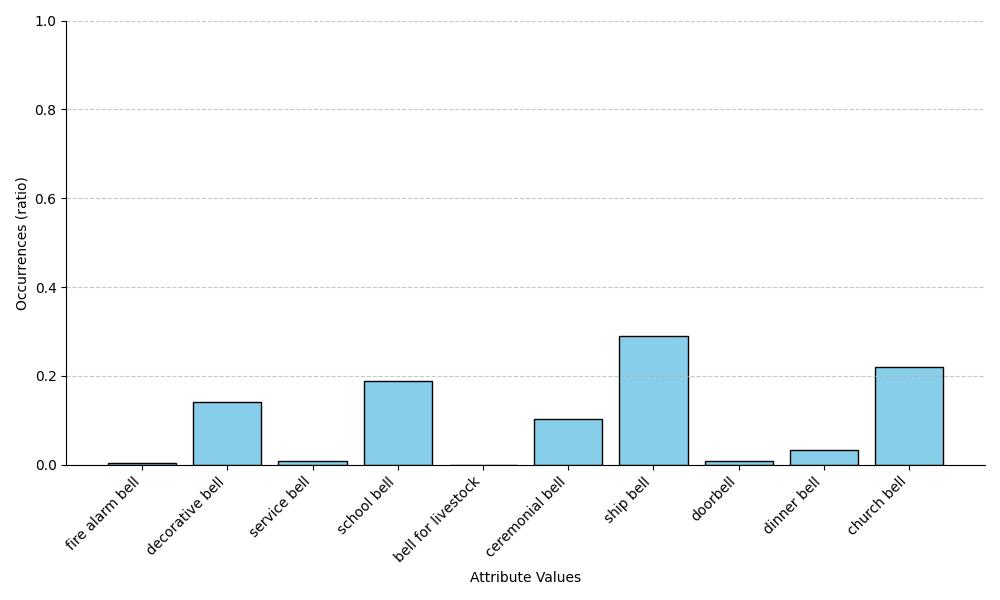 1.0
0.8
0.6
0.4
0.2
0.0
Occurrences (ratio)
fire alarm bell
decorative bell
service bell
school bell
bell for livestock
ceremonial bell
ship bell
doorbell
dinner bell
church bell
Attribute Values